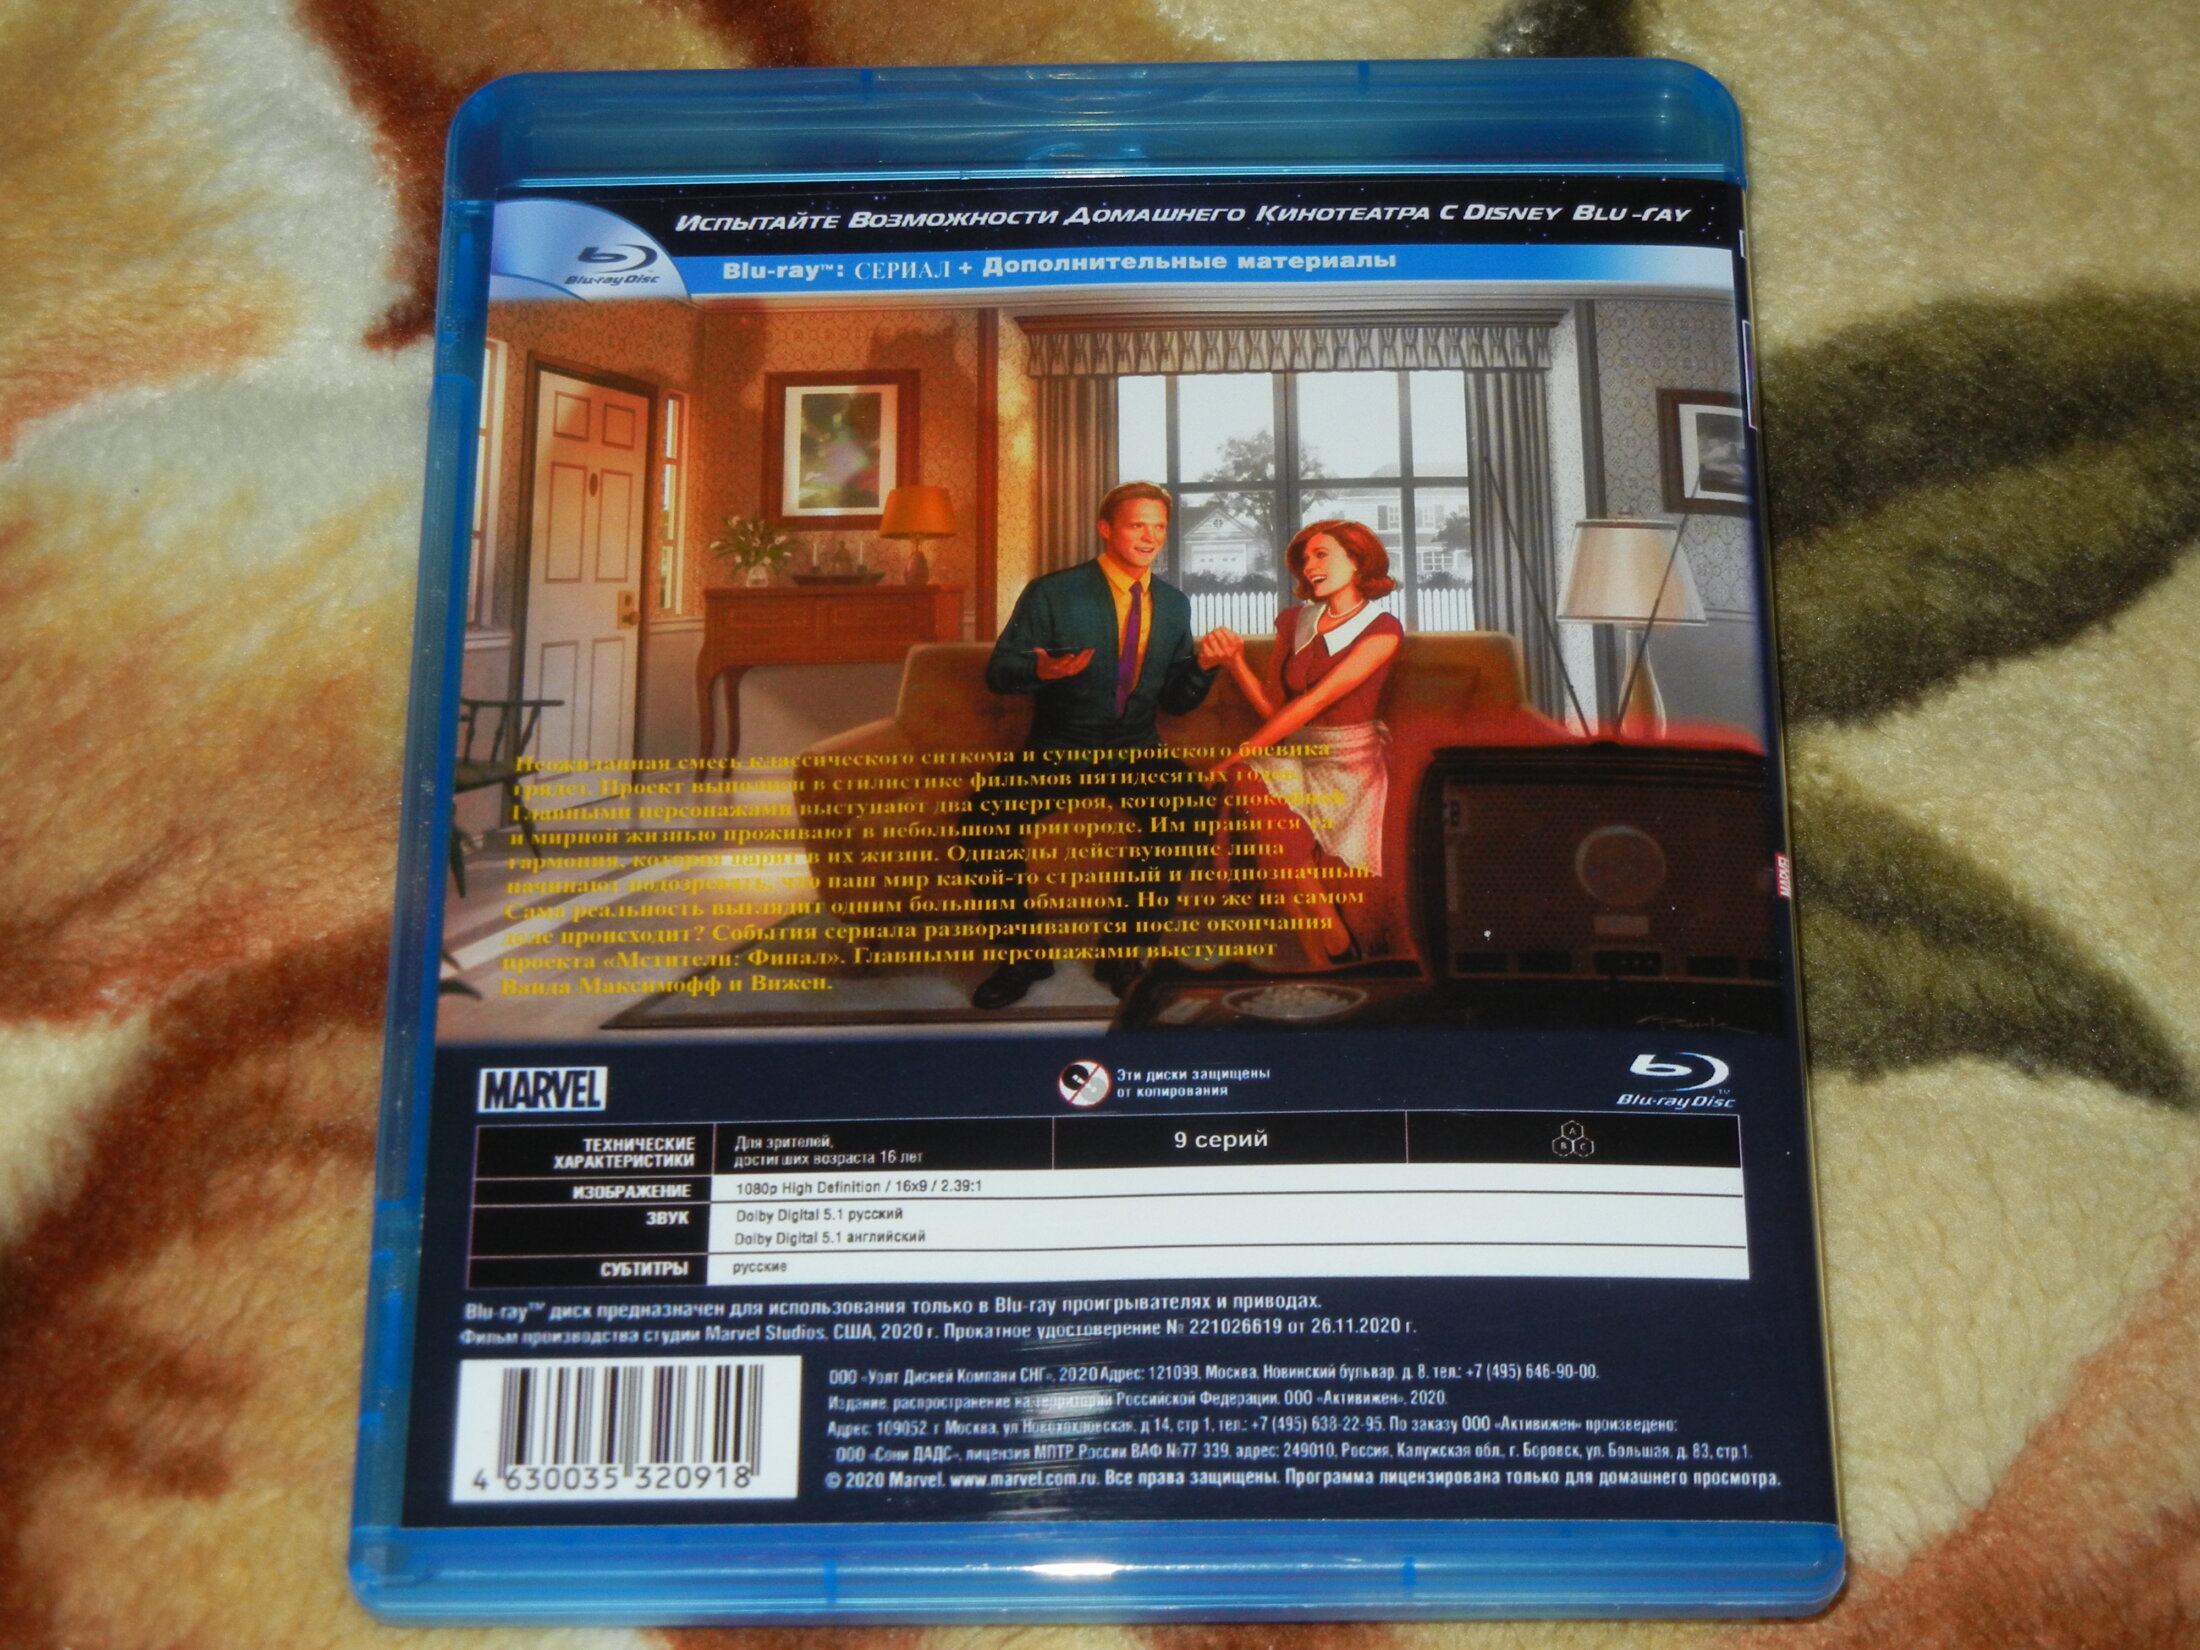 Испытайте Возможности Домашнего Кинотеатра с Disney Blu-ray
Blu-ray Disc
Blu-ray™: СЕРИАЛ + Дополнительные материалы
Неожиданная смесь классического ситкома и супергеройского боевика
грядет. Проект выполнен в стилистике фильмов пятидесятых годов.
Главными персонажами выступают два супергероя, которые спокойной
и мирной жизнью проживают в небольшом пригороде. Им нравится та
гармония, которая царит в их жизни. Однажды действующие лица
начинают подозревать, что наш мир какой-то странный и неоднозначный.
Сама реальность выглядит одним большим обманом. Но что же на самом
деле происходит? События сериала разворачиваются после окончания
проекта «Мстители: Финал». Главными персонажами выступают
Ванда Максимофф и Вижен.
MARVEL
MARVEL
Эти диски защищены
от копирования
Blu-ray Disc
ТЕХНИЧЕСКИЕ
ХАРАКТЕРИСТИКИ
Для зрителей,
достигших возраста 16 лет
9 серий
A
B C
ИЗОБРАЖЕНИЕ
1080p High Definition / 16x9 / 2.39:1
ЗВУК
Dolby Digital 5.1 русский
Dolby Digital 5.1 английский
СУБТИТРЫ
русские
Blu-ray™ диск предназначен для использования только в Blu-ray проигрывателях и приводах.
Фильм производства студии Marvel Studios, США, 2020 г. Прокатное удостоверение № 221026619 от 26.11.2020 г.
ООО «Уолт Дисней Компани СНГ», 2020 Адрес: 121099, Москва, Новинский бульвар, д. 8, тел.: +7 (495) 646-90-00.
Издание, распространение на территории Российской Федерации. ООО «Активижен», 2020.
Адрес: 109052, г Москва, ул Новохохловская, д 14, стр 1, тел.: +7 (495) 638-22-95. По заказу ООО «Активижен» произведено:
ООО «Сони ДАДС», лицензия МПТР России ВАФ №77-339, адрес: 249010, Россия, Калужская обл., г. Боровск, ул. Большая, д. 83, стр.1.
© 2020 Marvel. www.marvel.com.ru. Все права защищены. Программа лицензирована только для домашнего просмотра.
4 630035 320918